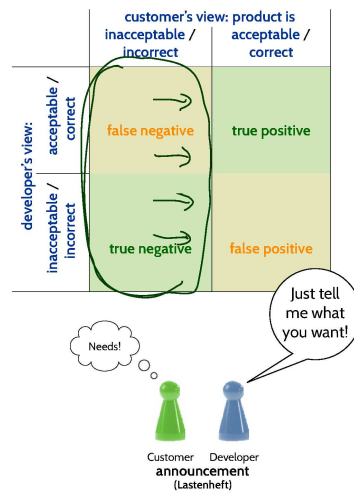 customer's view: product is
inacceptable / acceptable /
incorrect correct
developer's view:
acceptable /
correct
false negative true positive
inacceptable /
incorrect
true negative false positive
Just tell
me what
you want!
Needs!
Customer Developer
announcement
(Lastenheft)